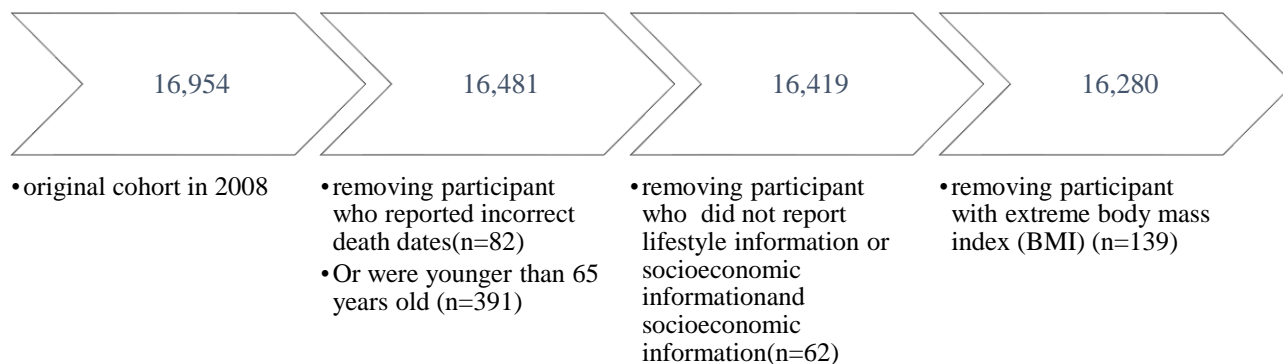 16,954
16,481
16,419
16,280
•original cohort in 2008
•removing participant
who reported incorrect
death dates(n=82)
•Or were younger than 65
years old (n=391)
•removing participant
who  did not report
lifestyle information or
socioeconomic
informationand
socioeconomic
information(n=62)
•removing participant
with extreme body mass
index (BMI) (n=139)